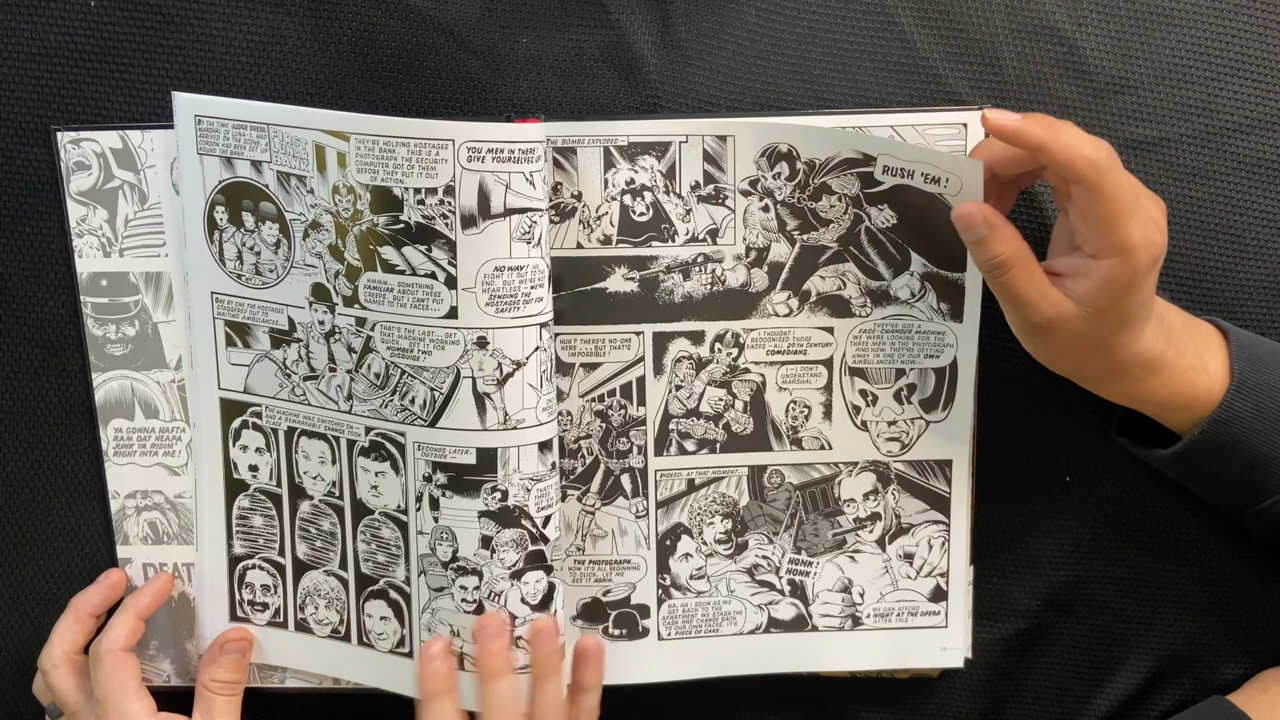 BY THE TIME JUDGE DREDD,
MARSHAL OF LUNA-1, HAD
ARRIVED ON THE SCENE, A
CORDON HAD BEEN SET UP
ROUND THE BANK...
FIRST
BANK
THEY'RE HOLDING HOSTAGES
IN THE BANK. THIS IS A
PHOTOGRAPH THE SECURITY
COMPUTER GOT OF THEM
BEFORE THEY PUT IT OUT
OF ACTION.
HMMM... SOMETHING
FAMILIAR ABOUT THESE
CREEPS. BUT I CAN'T PUT
NAMES TO THE FACES...
YOU MEN IN THERE!
GIVE YOURSELVES UP!
NO WAY! WE
FIGHT IT OUT TO THE
END. BUT WE'RE NOT
HEARTLESS — WE'RE
SENDING THE
HOSTAGES OUT FOR
SAFETY!
ONE BY ONE THE HOSTAGES
STAGGERED OUT TO
WAITING AMBULANCES...
THAT'S THE LAST... GET
THAT MACHINE WORKING
QUICK. SET IT FOR
NUMBER TWO
DISGUISE!
THE MACHINE WAS SWITCHED ON —
AND A REMARKABLE CHANGE TOOK
PLACE
SECONDS LATER,
OUTSIDE —
THAT'S
THREE
HIT 'EM
SMOKE
THE BOMBS EXPLODED —
RUSH 'EM!
HUH? THERE'S NO-ONE
HERE... BUT THAT'S
IMPOSSIBLE!
THE PHOTOGRAPH...
NOW IT'S ALL BEGINNING
TO CLICK. LET ME
SEE IT AGAIN.
I THOUGHT I
RECOGNISED THOSE
FACES — ALL 20TH CENTURY
COMEDIANS.
I — I DON'T
UNDERSTAND,
MARSHAL!
THEY'VE GOT A
FACE-CHANGER MACHINE.
WE WERE LOOKING FOR THE
THREE MEN IN THE PHOTOGRAPH
AND NOW THEY'RE GETTING
AWAY IN ONE OF OUR OWN
AMBULANCES! NOW...
INDEED, AT THAT MOMENT...
HONK!
HONK!
HA, HA! SOON AS WE
GET BACK TO THE
APARTMENT WE STASH THE
CASH AND CHANGE BACK
TO OUR OWN FACES. IT'S
A PIECE OF CAKE.
WE CAN AFFORD
A NIGHT AT THE OPERA
AFTER THIS!
YA GONNA HAFTA
RAM DAT HEAPA
JUNK YA RIDIN'
RIGHT INTA ME!
DEAT